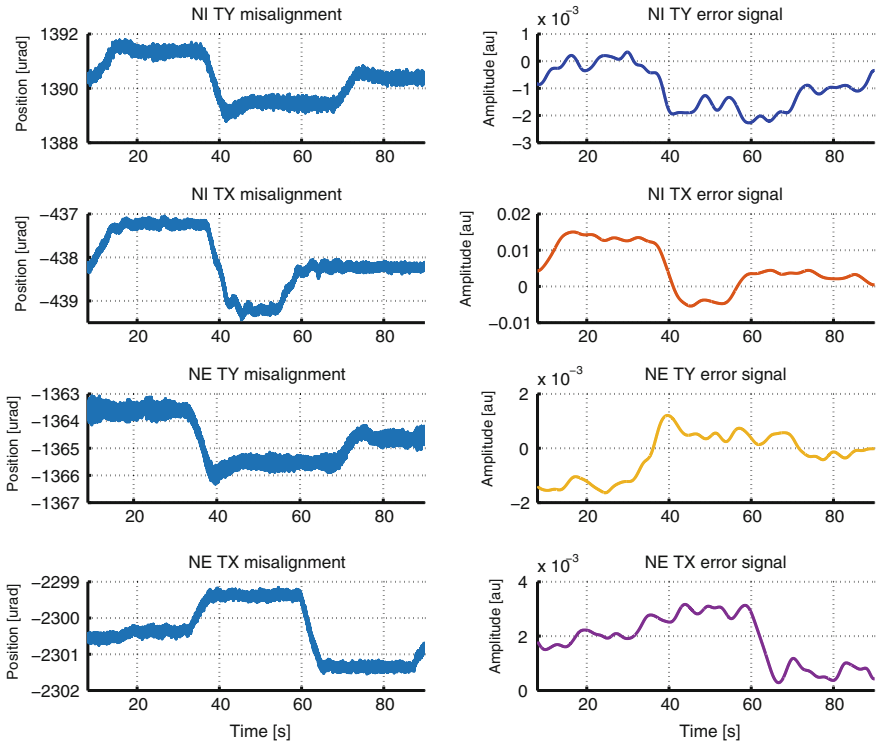 NI TY misalignment
Position [urad]
1392
1390
1388
20
40
60
80
NI TY error signal
x 10⁻³
Amplitude [au]
1
0
−1
−2
−3
20
40
60
80
NI TX misalignment
Position [urad]
−437
−438
−439
20
40
60
80
NI TX error signal
Amplitude [au]
0.02
0.01
0
−0.01
20
40
60
80
NE TY misalignment
Position [urad]
−1363
−1364
−1365
−1366
−1367
20
40
60
80
NE TY error signal
x 10⁻³
Amplitude [au]
2
0
−2
20
40
60
80
NE TX misalignment
Position [urad]
−2299
−2300
−2301
−2302
20
40
60
80
Time [s]
NE TX error signal
x 10⁻³
Amplitude [au]
4
2
0
20
40
60
80
Time [s]